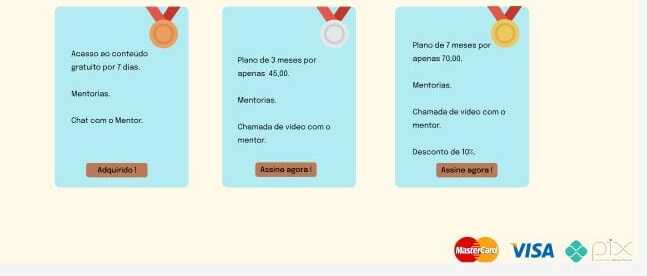 Acesso ao conteúdo
gratuito por 7 dias.
Mentorias.
Chat com o Mentor.
Adquirido !
Plano de 3 meses por
apenas 45,00.
Mentorias.
Chamada de vídeo com o
mentor.
Assine agora !
Plano de 7 meses por
apenas 70,00.
Mentorias.
Chamada de vídeo com o
mentor.
Desconto de 10%.
Assine agora !
MasterCard
VISA
pix